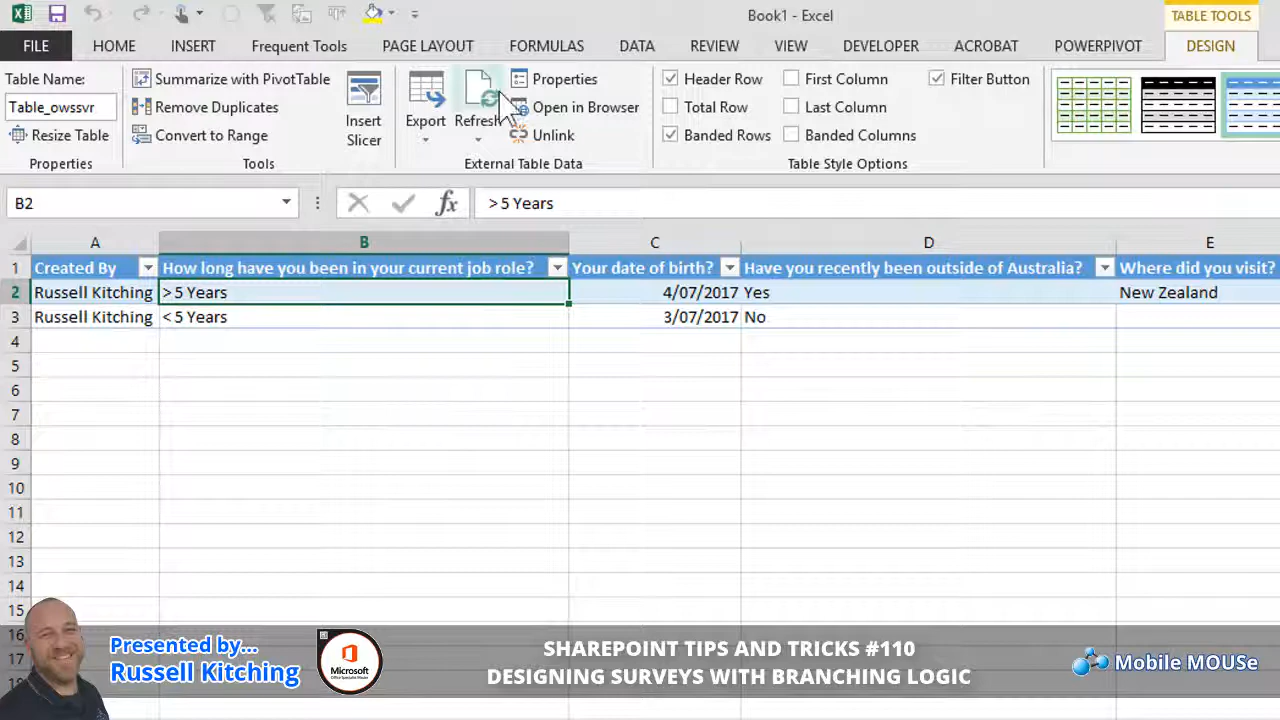 Book1 - Excel
TABLE TOOLS
FILE HOME INSERT Frequent Tools PAGE LAYOUT FORMULAS DATA REVIEW VIEW DEVELOPER ACROBAT POWERPIVOT DESIGN
Table Name:
Table_owssvr
Resize Table
Properties
Summarize with PivotTable
Remove Duplicates
Convert to Range
Tools
Insert
Slicer
Export
Refresh
Properties
Open in Browser
Unlink
External Table Data
Header Row First Column Filter Button
Total Row Last Column
Banded Rows Banded Columns
Table Style Options
B2 fx > 5 Years
A B C D E
1 Created By How long have you been in your current job role? Your date of birth? Have you recently been outside of Australia? Where did you visit?
2 Russell Kitching > 5 Years 4/07/2017 Yes New Zealand
3 Russell Kitching < 5 Years 3/07/2017 No
4
5
6
7
8
9
10
11
12
13
14
15
16
17
Presented by...
Russell Kitching
Microsoft
SHAREPOINT TIPS AND TRICKS #110
DESIGNING SURVEYS WITH BRANCHING LOGIC
Mobile MOUSe